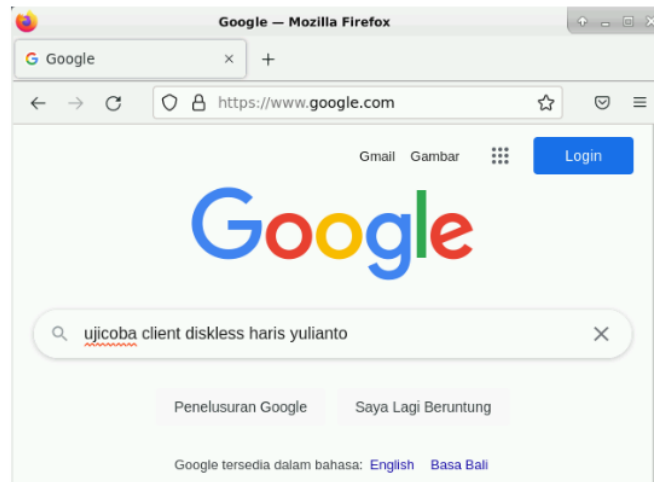 Google — Mozilla Firefox
Google
https://www.google.com
Gmail Gambar Login
Google
ujicoba client diskless haris yulianto
Penelusuran Google Saya Lagi Beruntung
Google tersedia dalam bahasa: English Basa Bali